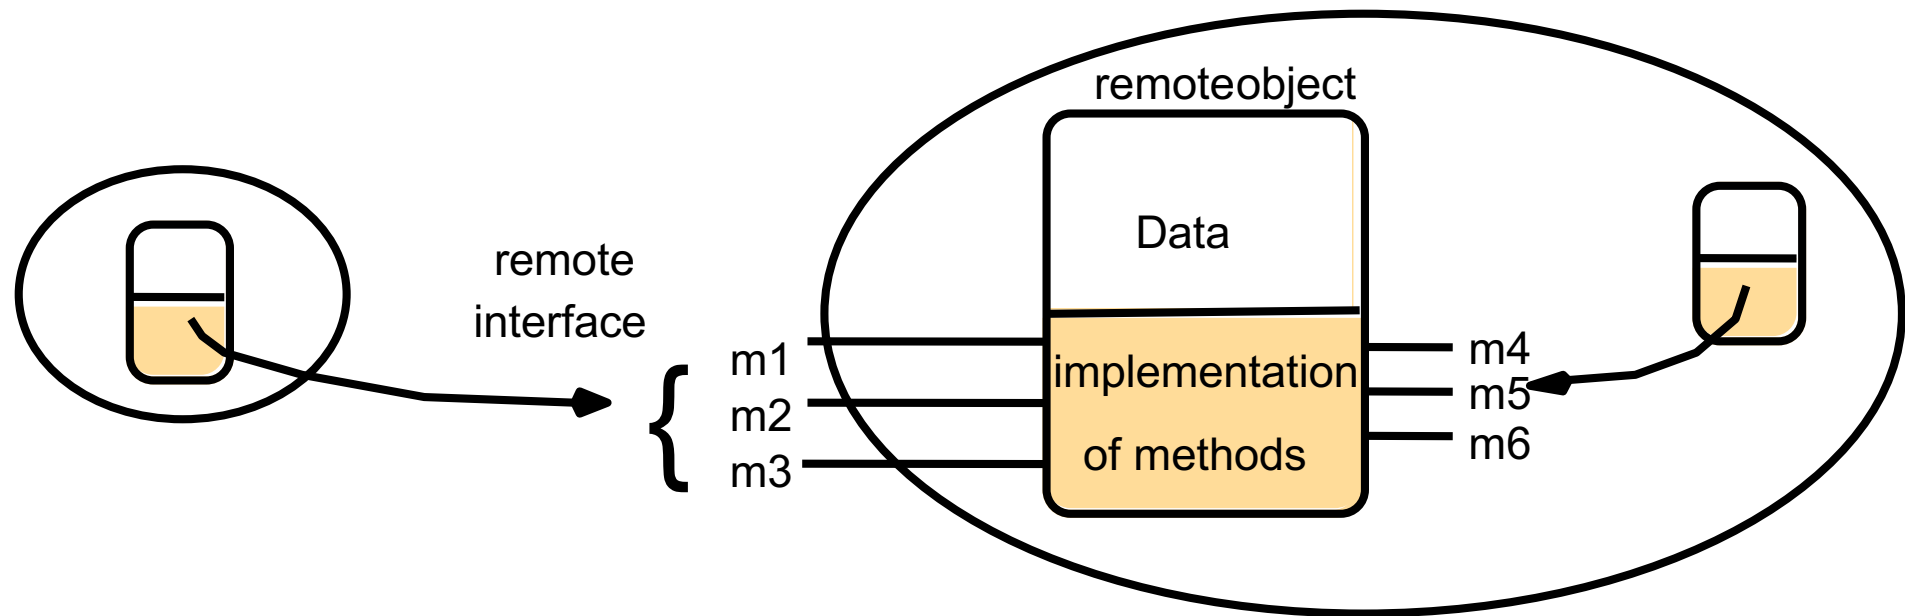 remoteobject
Data
remote
interface
{
m1
m2
m3
implementation
of methods
m4
m5
m6